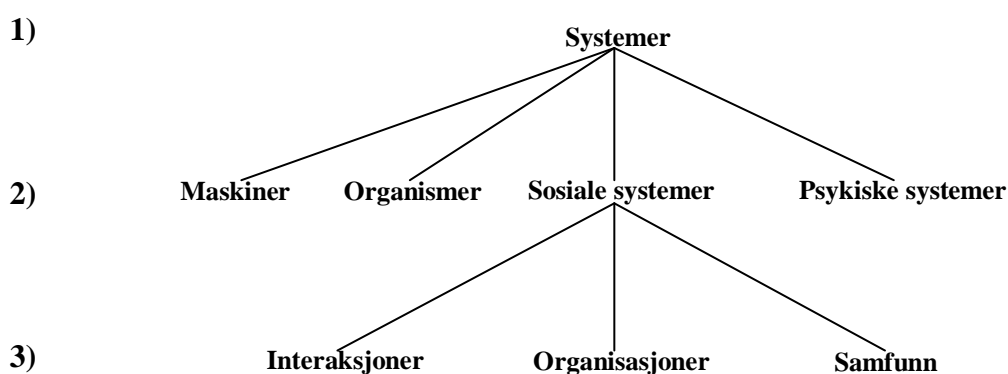 1) Systemer
2) Maskiner Organismer Sosiale systemer Psykiske systemer
3) Interaksjoner Organisasjoner Samfunn